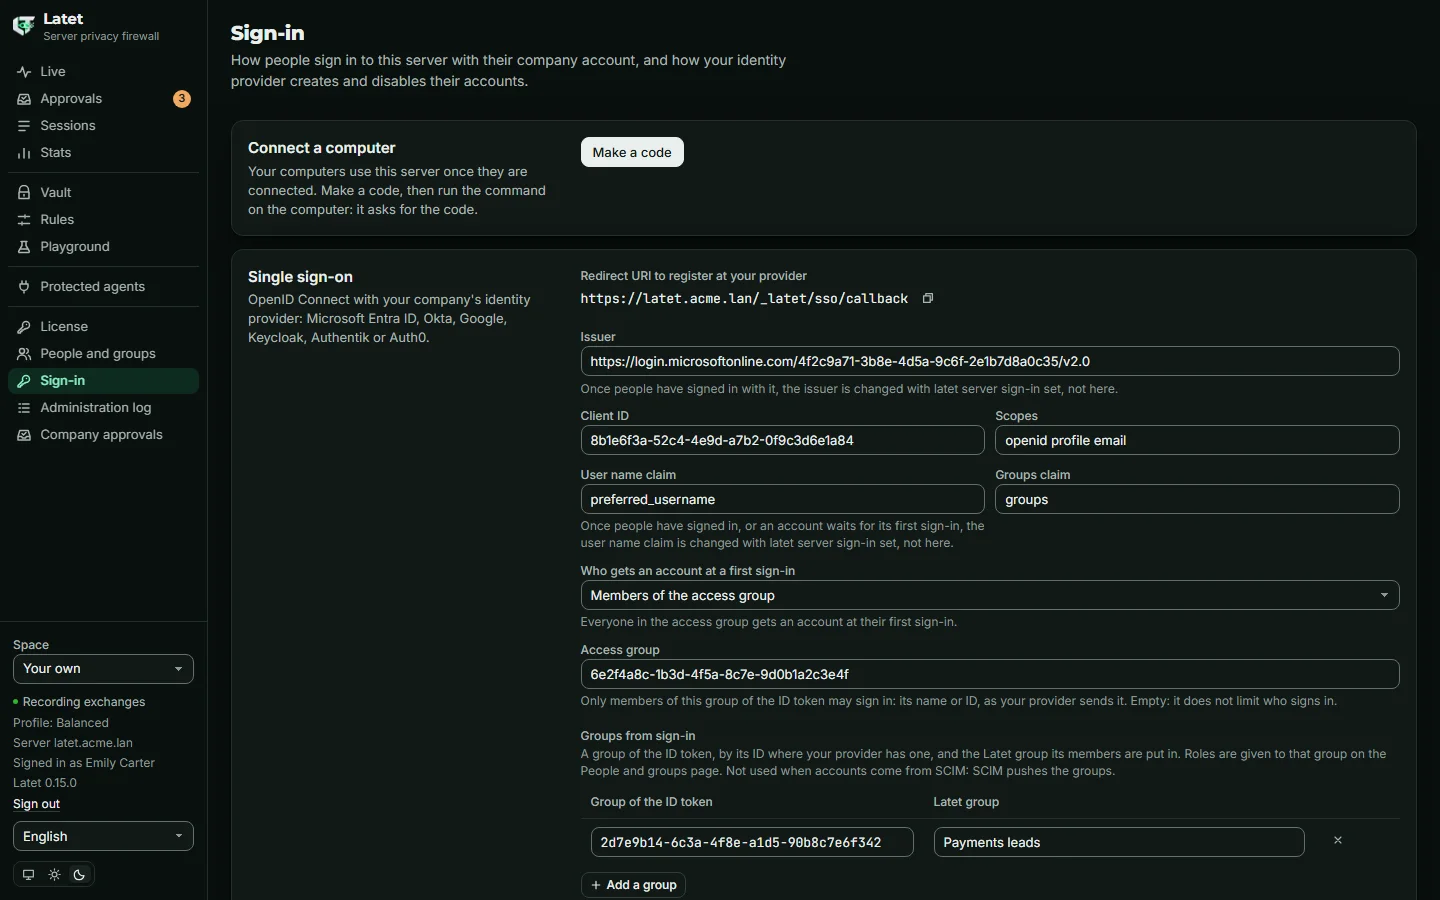 Latet
Server privacy firewall
Live
Approvals
3
Sessions
Stats
Vault
Rules
Playground
Protected agents
License
People and groups
Sign-in
Administration log
Company approvals
Space
Your own
Recording exchanges
Profile: Balanced
Server latet.acme.lan
Signed in as Emily Carter
Latet 0.15.0
Sign out
English
Sign-in
How people sign in to this server with their company account, and how your identity
provider creates and disables their accounts.
Connect a computer
Your computers use this server once they are
connected. Make a code, then run the command
on the computer: it asks for the code.
Make a code
Single sign-on
OpenID Connect with your company's identity
provider: Microsoft Entra ID, Okta, Google,
Keycloak, Authentik or Auth0.
Redirect URI to register at your provider
https://latet.acme.lan/_latet/sso/callback
Issuer
https://login.microsoftonline.com/4f2c9a71-3b8e-4d5a-9c6f-2e1b7d8a0c35/v2.0
Once people have signed in with it, the issuer is changed with latet server sign-in set, not here.
Client ID
8b1e6f3a-52c4-4e9d-a7b2-0f9c3d6e1a84
Scopes
openid profile email
User name claim
preferred_username
Once people have signed in, or an account waits for its first sign-in, the
user name claim is changed with latet server sign-in set, not here.
Groups claim
groups
Who gets an account at a first sign-in
Members of the access group
Everyone in the access group gets an account at their first sign-in.
Access group
6e2f4a8c-1b3d-4f5a-8c7e-9d0b1a2c3e4f
Only members of this group of the ID token may sign in: its name or ID, as your provider sends it. Empty: it does not limit who signs in.
Groups from sign-in
A group of the ID token, by its ID where your provider has one, and the Latet group its members are put in. Roles are given to that group on the
People and groups page. Not used when accounts come from SCIM: SCIM pushes the groups.
Group of the ID token
Latet group
2d7e9b14-6c3a-4f8e-a1d5-90b8c7e6f342
Payments leads
Add a group